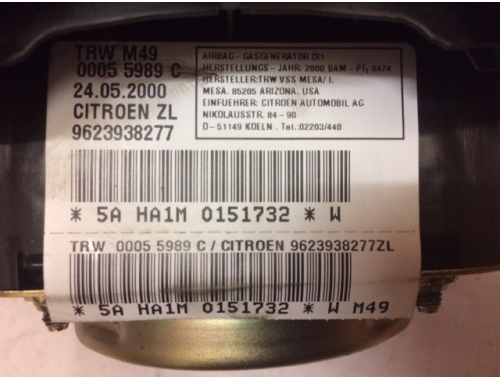 TRW M49
0005 5989 C
24.05.2000
CITROEN ZL
9623938277
AIRBAG- GASGENERATOR DII
HERSTELLUNGS- JAHR: 2000 BAM - PT1 0474
HERSTELLER:TRW VSS MESA/ I.
MESA. 85205 ARIZONA, USA
EINFUEHRER: CITROEN AUTOMOBIL AG
NIKOLAUSSTR. 84 - 90
D-51149 KOELN . Tel.:02203/440
* 5A HA1M 0151732 * W
TRW 0005 5989 C / CITROEN 9623938277ZL
* 5A HA1M 0151732 * W M49